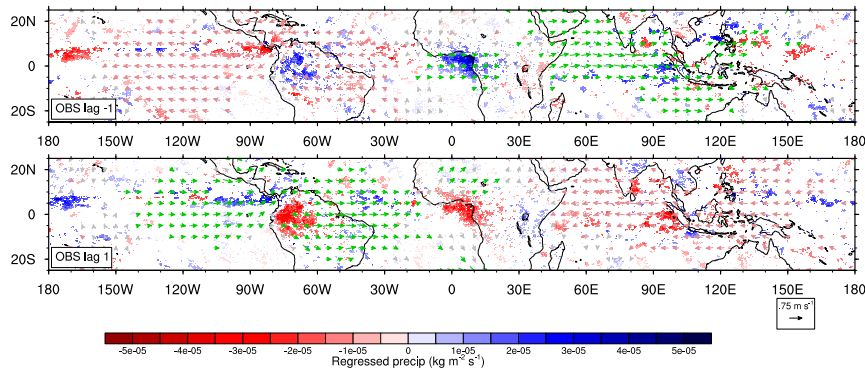 20N
0
20S
OBS lag -1
180 150W 120W 90W 60W 30W 0 30E 60E 90E 120E 150E 180
20N
0
20S
OBS lag 1
180 150W 120W 90W 60W 30W 0 30E 60E 90E 120E 150E 180
.75 m s⁻¹
-5e-05 -4e-05 -3e-05 -2e-05 -1e-05 0 1e-05 2e-05 3e-05 4e-05 5e-05
Regressed precip (kg m⁻² s⁻¹)